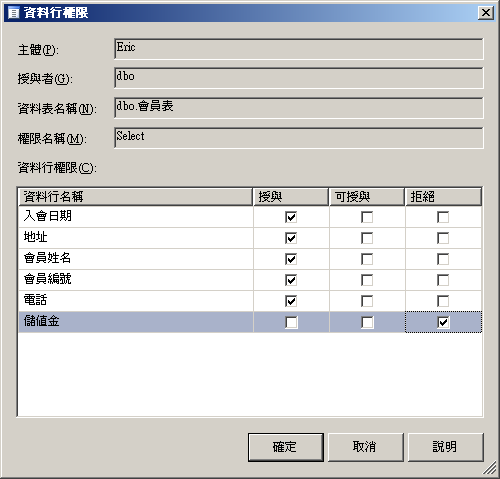 資料行權限
主體(P): Eric
授與者(G): dbo
資料表名稱(N): dbo.會員表
權限名稱(M): Select
資料行權限(C):
資料行名稱 授與 可授與 拒絕
入會日期
地址
會員姓名
會員編號
電話
儲值金
確定 取消 說明